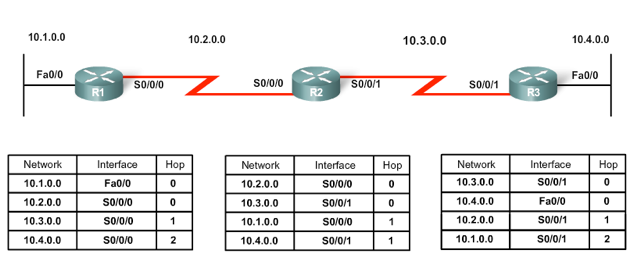 10.1.0.0 10.2.0.0 10.3.0.0 10.4.0.0
Fa0/0 R1 S0/0/0 S0/0/0 R2 S0/0/1 S0/0/1 R3 Fa0/0
Network Interface Hop
10.1.0.0 Fa0/0 0
10.2.0.0 S0/0/0 0
10.3.0.0 S0/0/0 1
10.4.0.0 S0/0/0 2
Network Interface Hop
10.2.0.0 S0/0/0 0
10.3.0.0 S0/0/1 0
10.1.0.0 S0/0/0 1
10.4.0.0 S0/0/1 1
Network Interface Hop
10.3.0.0 S0/0/1 0
10.4.0.0 Fa0/0 0
10.2.0.0 S0/0/1 1
10.1.0.0 S0/0/1 2